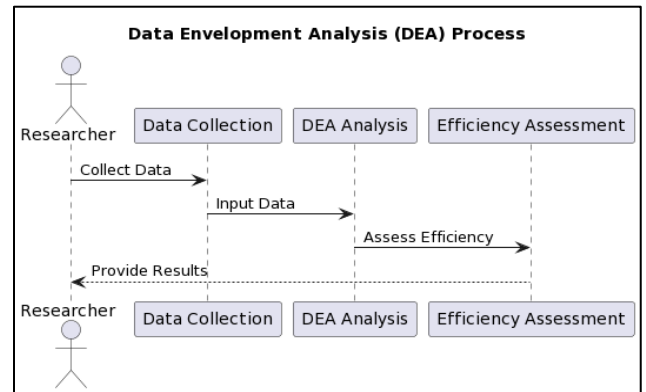 Data Envelopment Analysis (DEA) Process
Researcher
Data Collection
DEA Analysis
Efficiency Assessment
Collect Data
Input Data
Assess Efficiency
Provide Results
Researcher
Data Collection
DEA Analysis
Efficiency Assessment